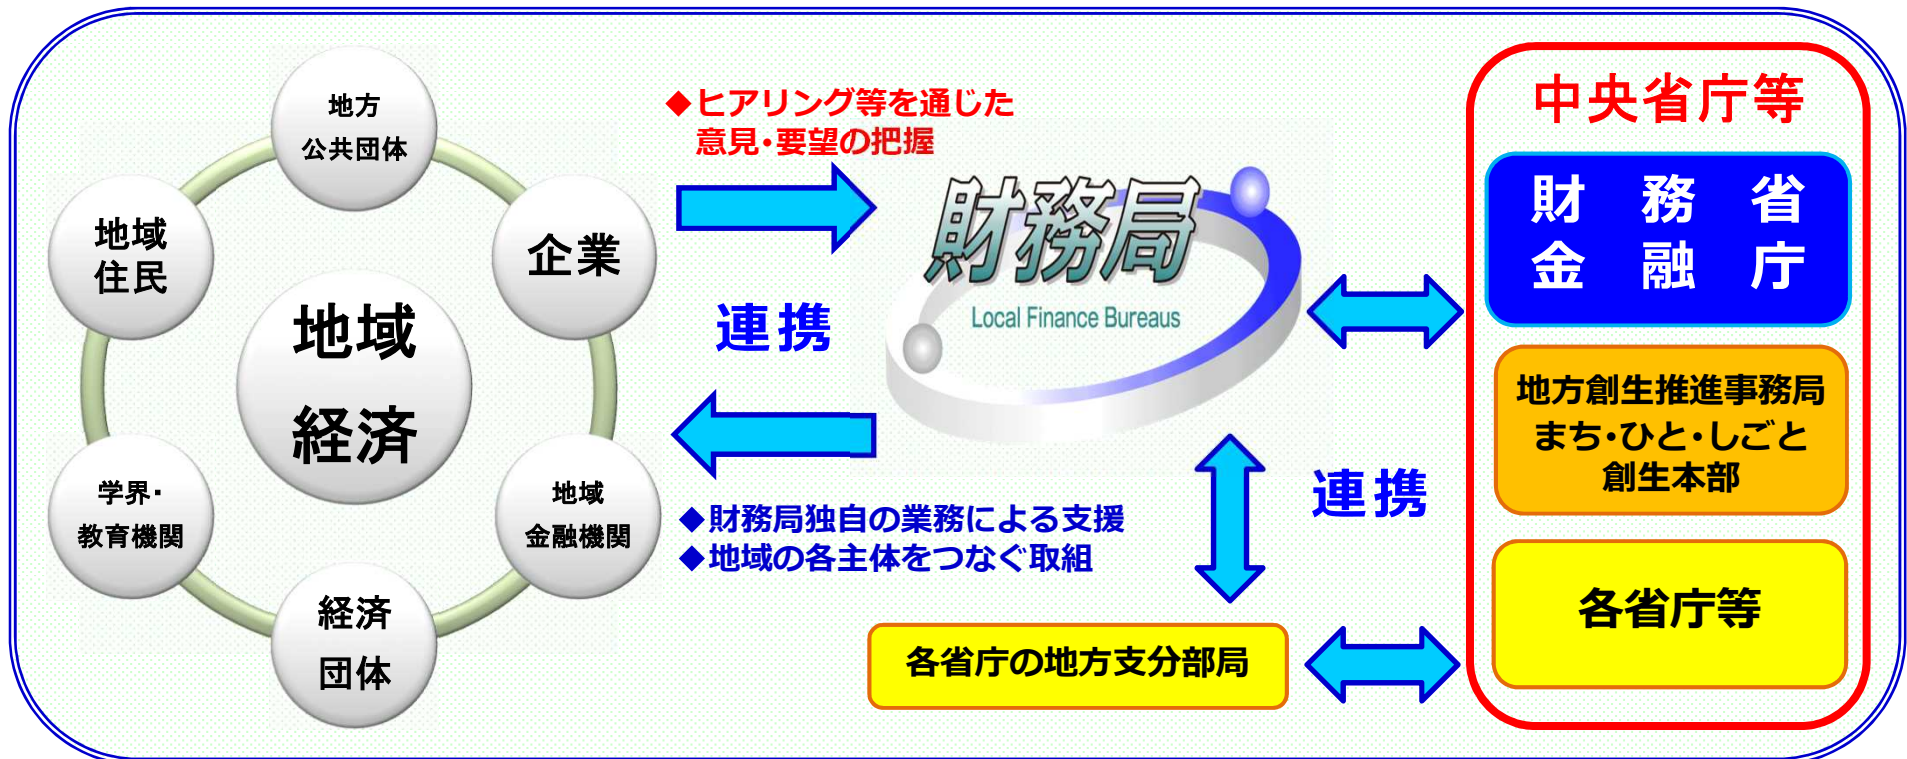 地方
公共団体
地域
住民
企業
地域
経済
学界・
教育機関
地域
金融機関
経済
団体
◆ヒアリング等を通じた
意見・要望の把握
連携
◆財務局独自の業務による支援
◆地域の各主体をつなぐ取組
財務局
Local Finance Bureaus
連携
各省庁の地方支分部局
中央省庁等
財 務 省
金 融 庁
地方創生推進事務局
まち・ひと・しごと
創生本部
各省庁等